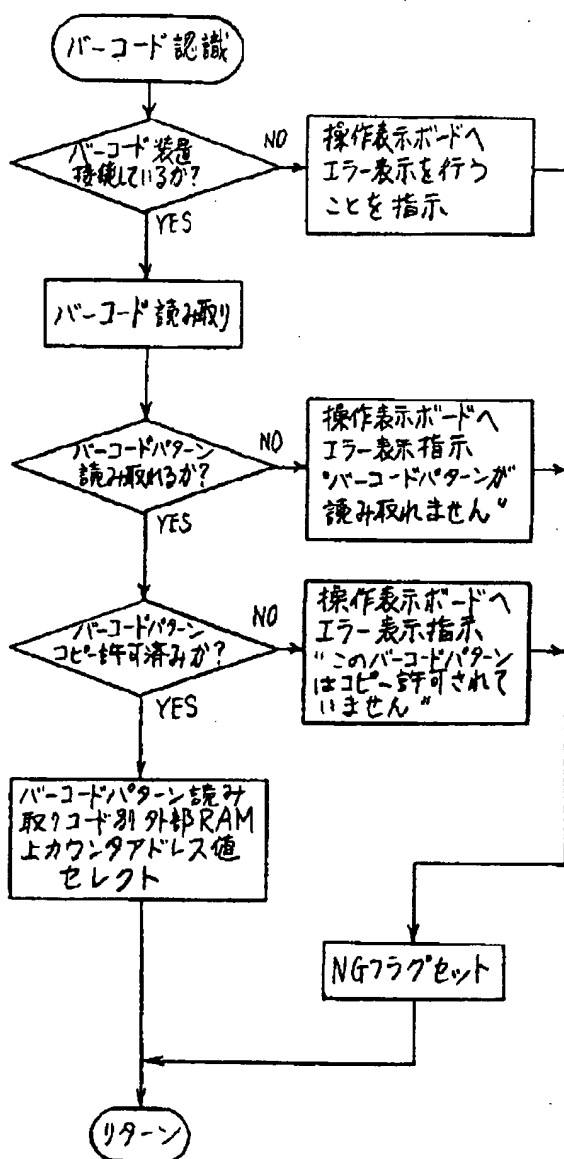 バーコード認識
バーコード装置
接続しているか?
NO
操作表示ボードへ
エラー表示を行う
ことを指示
YES
バーコード読み取り
バーコードパターン
読み取れるか?
NO
操作表示ボードへ
エラー表示指示
"バーコードパターンが
読み取れません"
YES
バーコードパターン
コピー許可済みか?
NO
操作表示ボードへ
エラー表示指示
"このバーコードパターン
はコピー許可されて
いません"
YES
バーコードパターン読み
取りコード別外部RAM
上カウンタアドレス値
セレクト
NGフラグセット
リターン